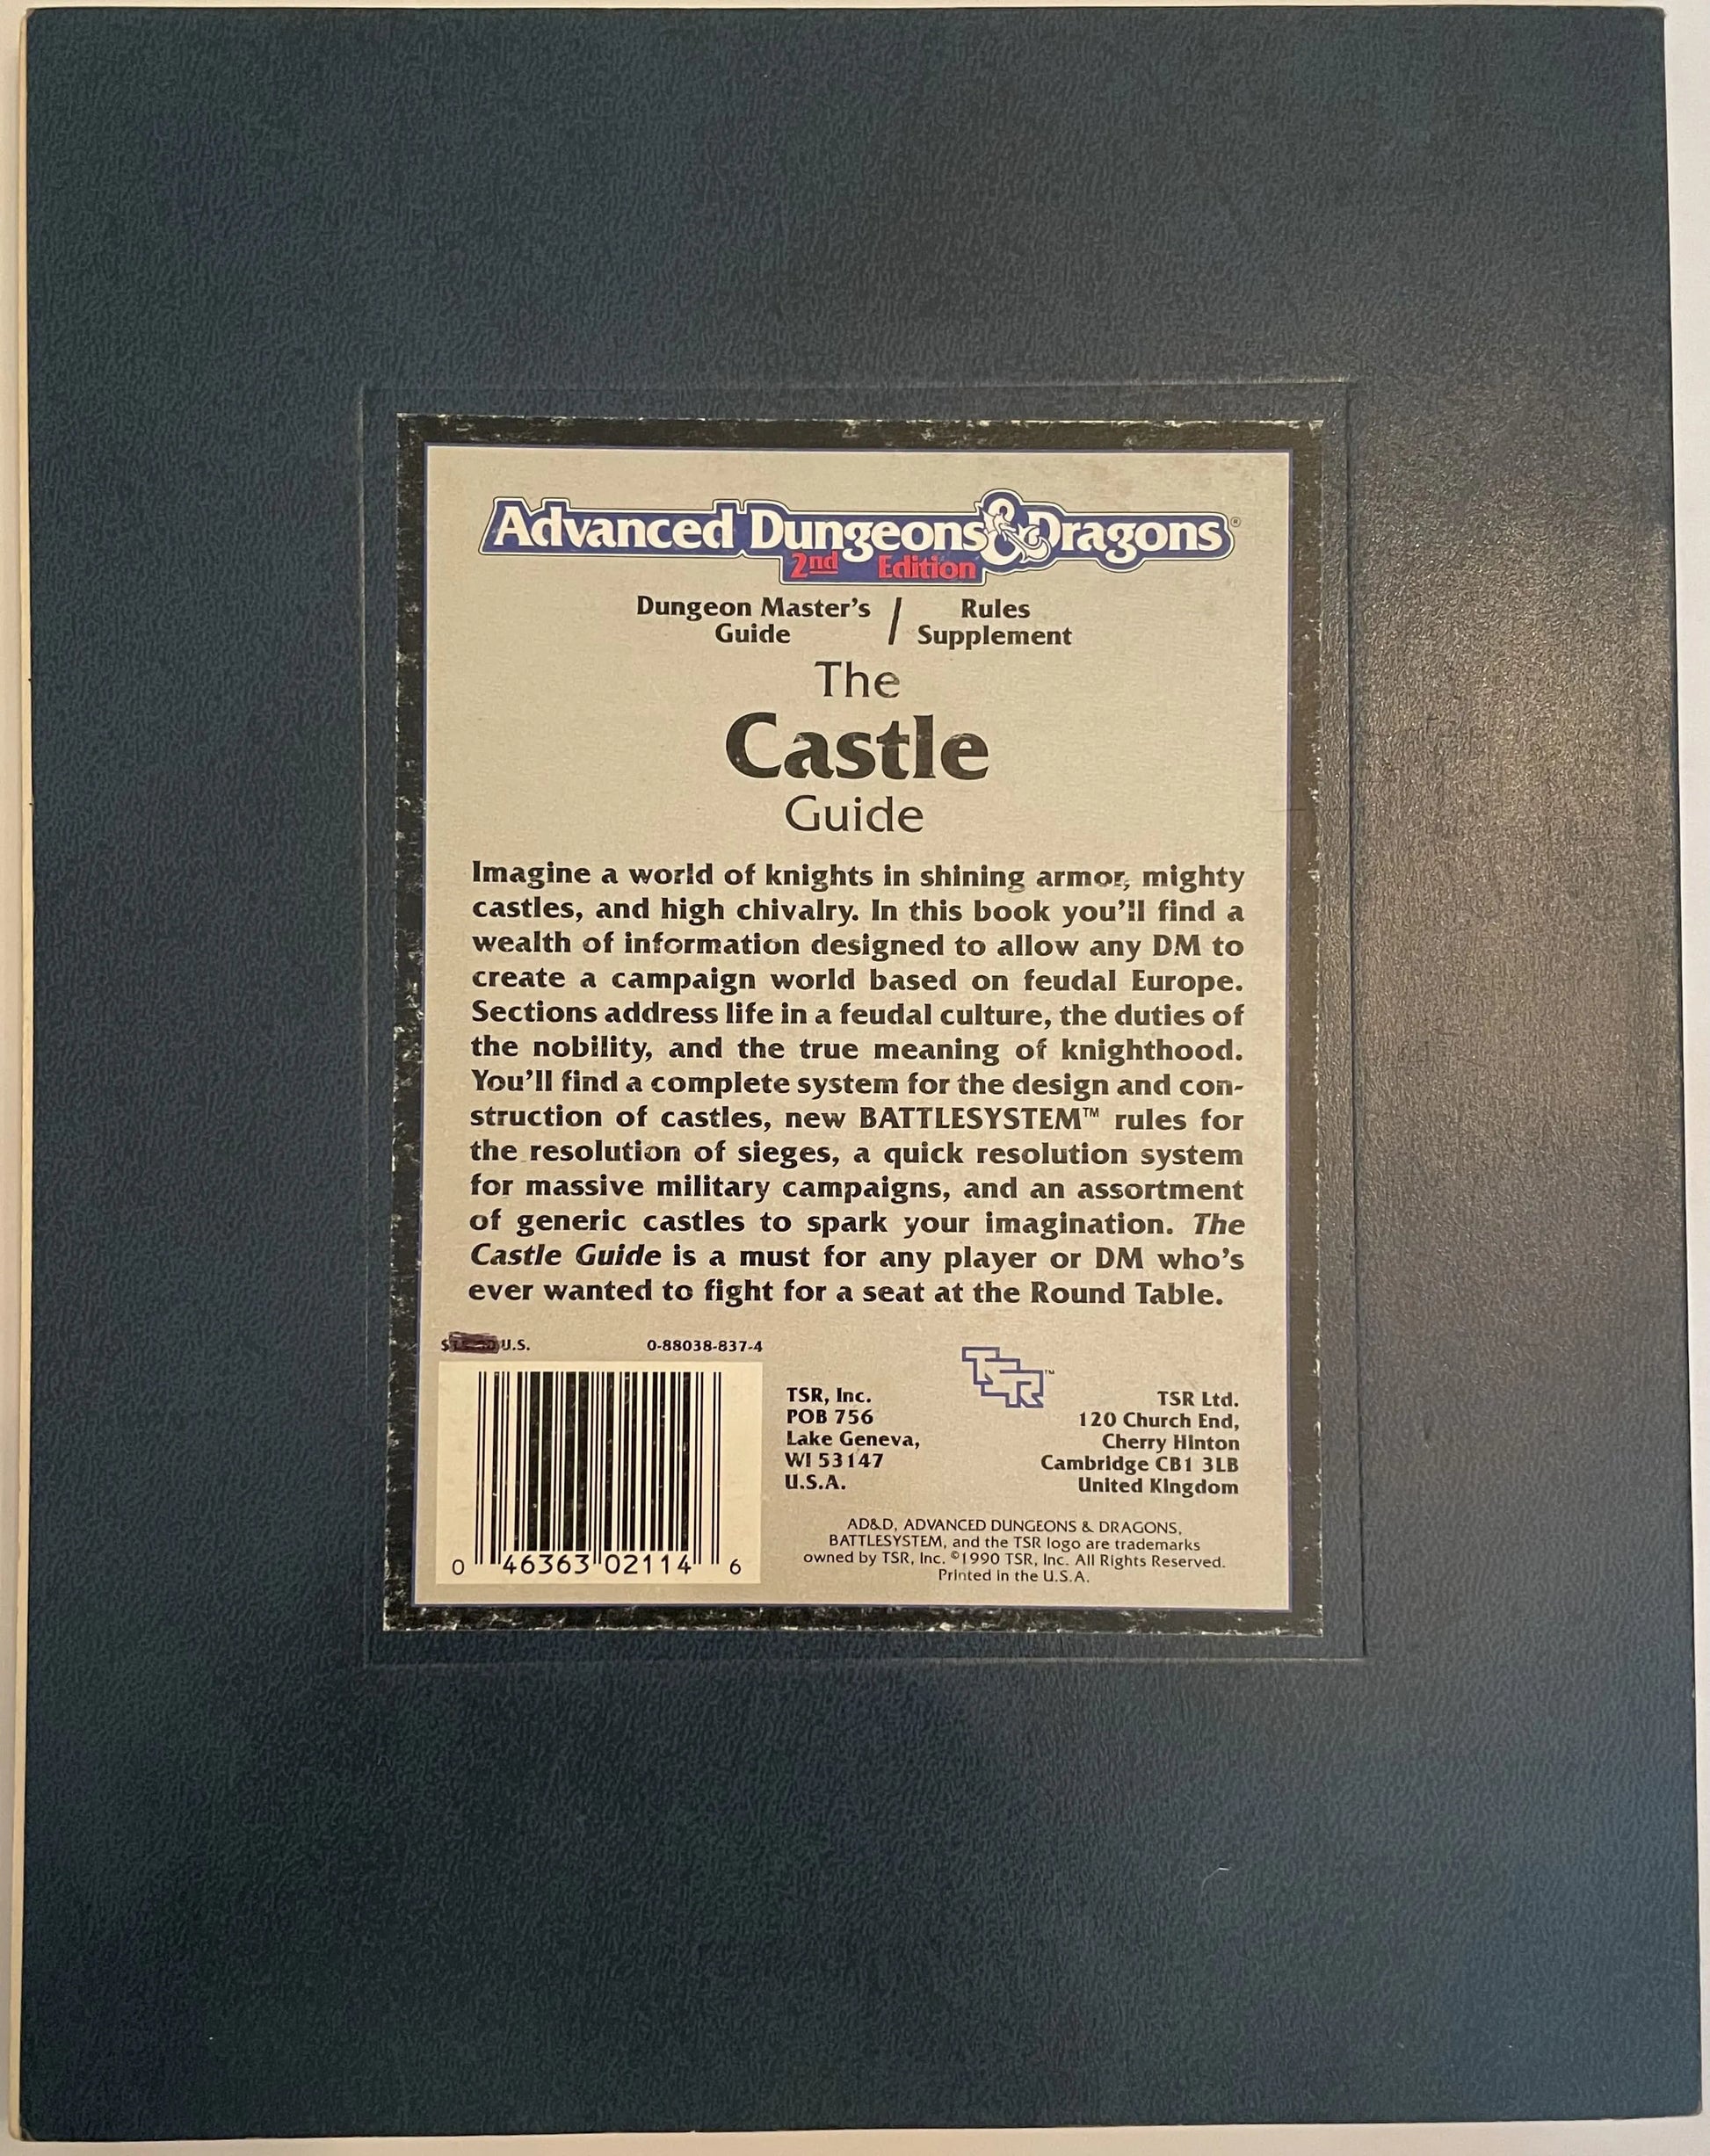 Advanced Dungeons & Dragons®
2nd Edition
Dungeon Master's Guide / Rules Supplement
The
Castle
Guide
Imagine a world of knights in shining armor, mighty
castles, and high chivalry. In this book you'll find a
wealth of information designed to allow any DM to
create a campaign world based on feudal Europe.
Sections address life in a feudal culture, the duties of
the nobility, and the true meaning of knighthood.
You'll find a complete system for the design and con-
struction of castles, new BATTLESYSTEM™ rules for
the resolution of sieges, a quick resolution system
for massive military campaigns, and an assortment
of generic castles to spark your imagination. The
Castle Guide is a must for any player or DM who's
ever wanted to fight for a seat at the Round Table.
$ U.S.
0-88038-837-4
0 46363 02114 6
TSR, Inc.
POB 756
Lake Geneva,
WI 53147
U.S.A.
TSR™
TSR Ltd.
120 Church End,
Cherry Hinton
Cambridge CB1 3LB
United Kingdom
AD&D, ADVANCED DUNGEONS & DRAGONS,
BATTLESYSTEM, and the TSR logo are trademarks
owned by TSR, Inc. ©1990 TSR, Inc. All Rights Reserved.
Printed in the U.S.A.